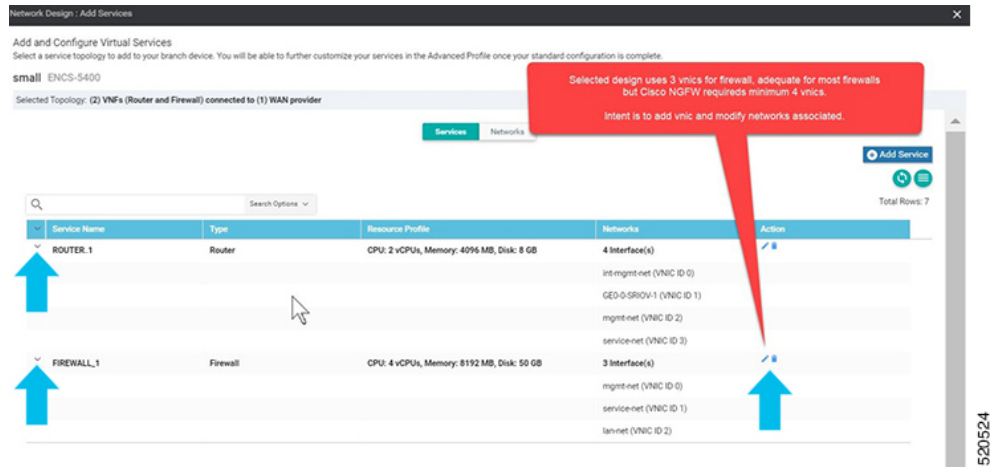 Network Design : Add Services
Add and Configure Virtual Services
Select a service topology to add to your branch device. You will be able to further customize your services in the Advanced Profile once your standard configuration is complete.
small ENCS-5400
Selected Topology: (2) VNFs (Router and Firewall) connected to (1) WAN provider
Selected design uses 3 vnics for firewall, adequate for most firewalls
but Cisco NGFW requireds minimum 4 vnics.
Intent is to add vnic and modify networks associated.
Services Networks
Add Service
Search Options
Total Rows: 7
Service Name Type Resource Profile Networks Action
ROUTER_1 Router CPU: 2 vCPUs, Memory: 4096 MB, Disk: 8 GB 4 Interface(s)
int-mgmt-net (VNIC ID 0)
GE0-0-SRIOV-1 (VNIC ID 1)
mgmt-net (VNIC ID 2)
service-net (VNIC ID 3)
FIREWALL_1 Firewall CPU: 4 vCPUs, Memory: 8192 MB, Disk: 50 GB 3 Interface(s)
mgmt-net (VNIC ID 0)
service-net (VNIC ID 1)
lan-net (VNIC ID 2)
520524